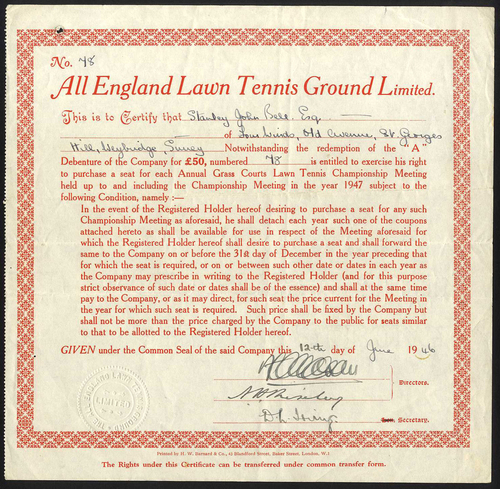 No. 78
All England Lawn Tennis Ground Limited.
This is to Certify that Stanley John Bell Esq
of Four Winds, Old Avenue, St. Georges
Hill, Weybridge, Surrey Notwithstanding the redemption of the "A"
Debenture of the Company for £50, numbered 78 is entitled to exercise his right
to purchase a seat for each Annual Grass Courts Lawn Tennis Championship Meeting
held up to and including the Championship Meeting in the year 1947 subject to the
following Condition, namely :—
In the event of the Registered Holder hereof desiring to purchase a seat for any such
Championship Meeting as aforesaid, he shall detach each year such one of the coupons
attached hereto as shall be available for use in respect of the Meeting aforesaid for
which the Registered Holder shall desire to purchase a seat and shall forward the
same to the Company on or before the 31st day of December in the year preceding that
for which the seat is required, or on or between such other date or dates in each year as
the Company may prescribe in writing to the Registered Holder (and for this purpose
strict observance of such date or dates shall be of the essence) and shall at the same time
pay to the Company, or as it may direct, for such seat the price current for the Meeting in
the year for which such seat is required. Such price shall be fixed by the Company but
shall not be more than the price charged by the Company to the public for seats similar
to that to be allotted to the Registered Holder hereof.
GIVEN under the Common Seal of the said Company this 12th day of June 1946
Directors.
Secretary.
LIMITED
Printed by H. W. Barnard & Co., 41 Blandford Street, Baker Street, London, W.1
The Rights under this Certificate can be transferred under common transfer form.